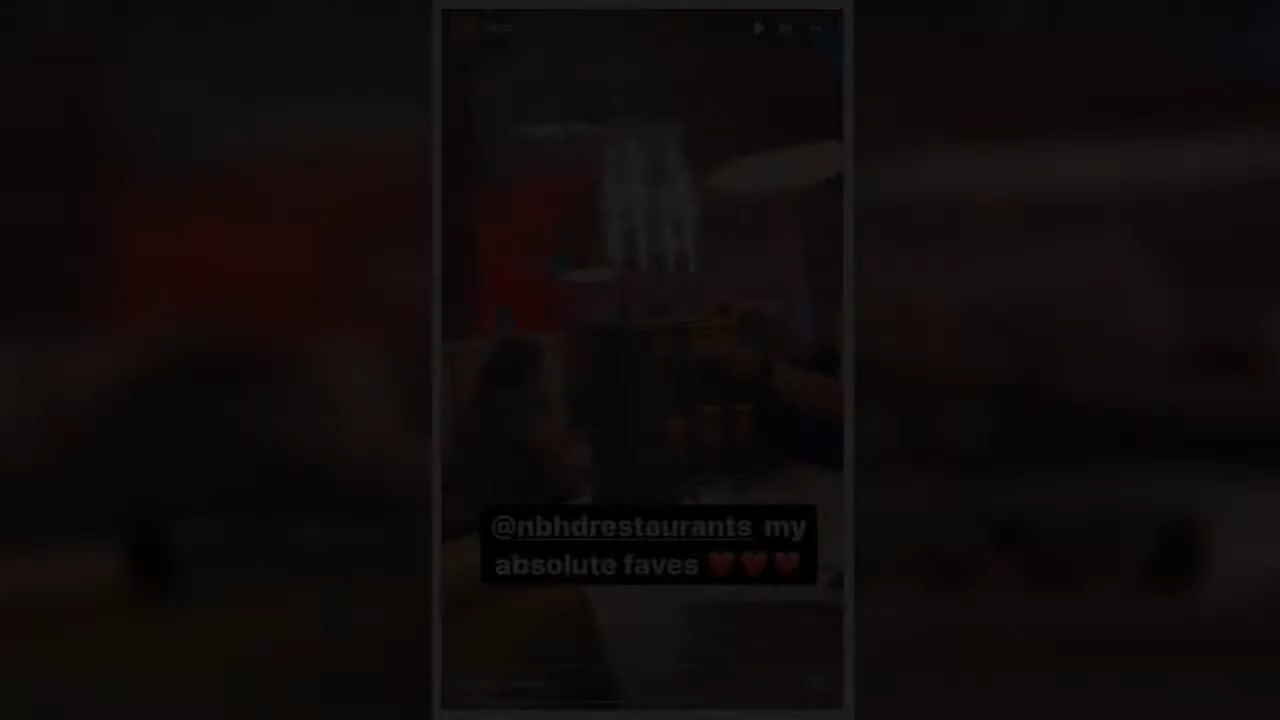 @nbhdrestaurants my
absolute faves ❤️❤️❤️